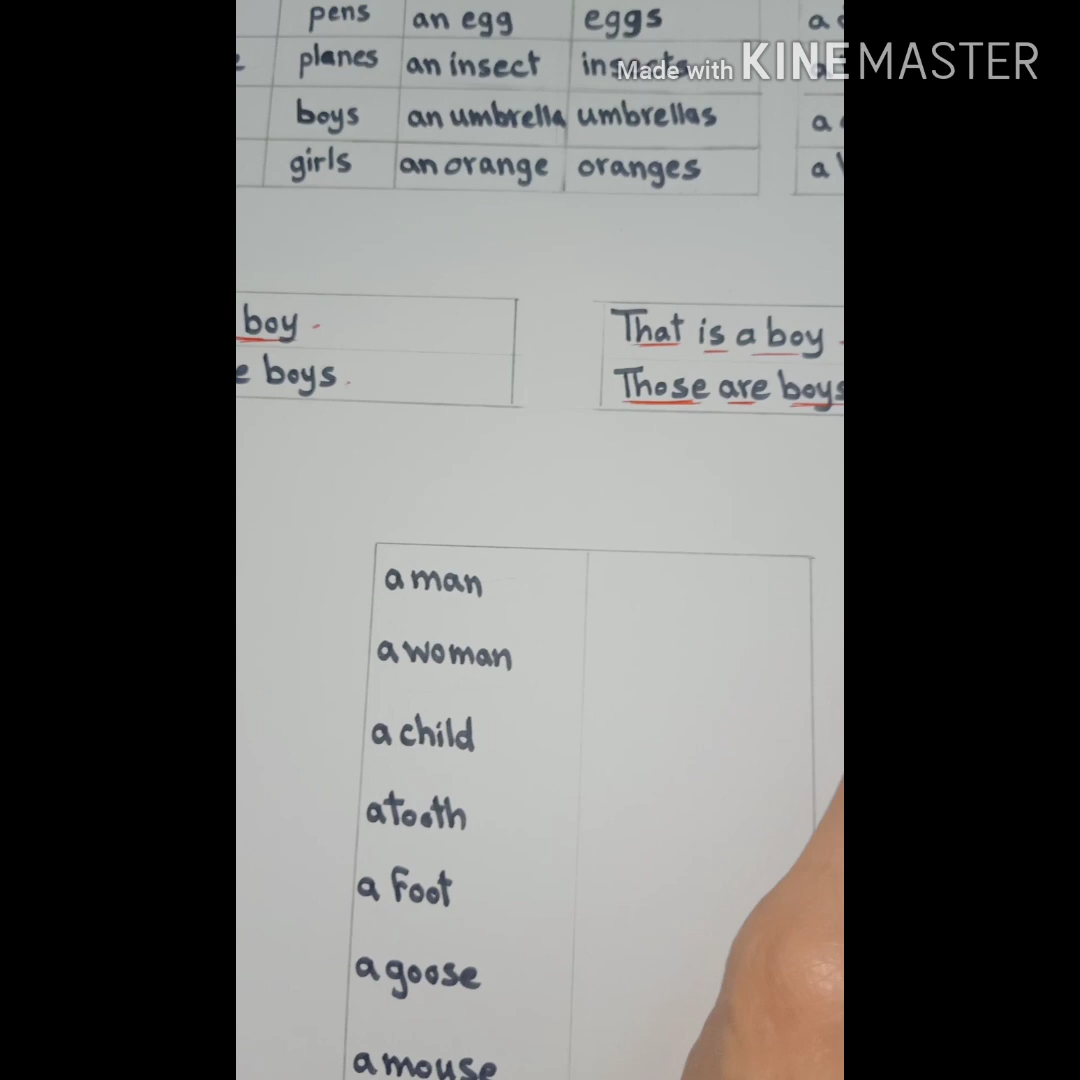 pens an egg eggs a
planes an insect insects
Made with KINEMASTER
boys an umbrella umbrellas a
girls an orange oranges a
boy. That is a boy.
boys. Those are boys
a man
a woman
a child
a tooth
a Foot
a goose
a mouse